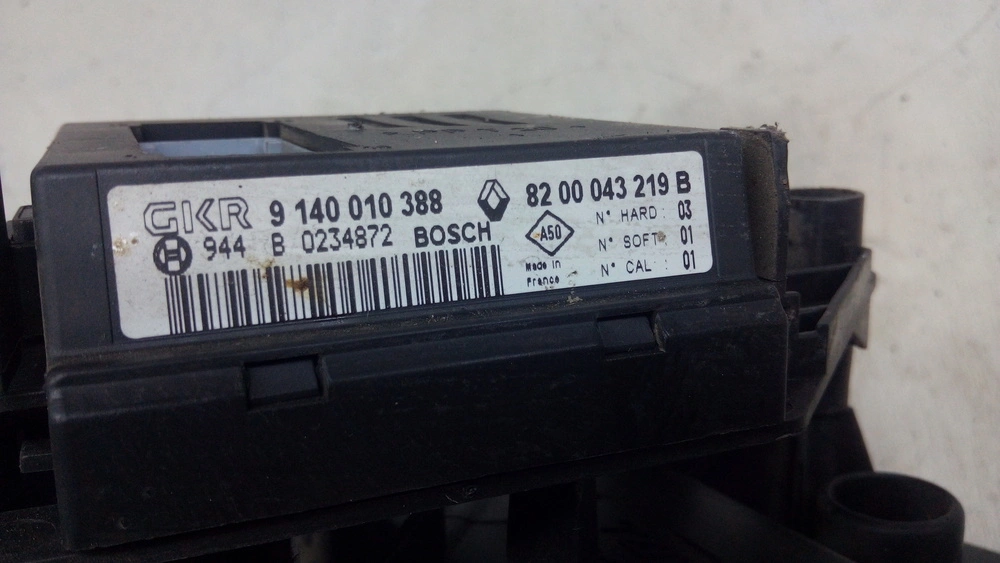 GKR 9 140 010 388 82 00 043 219 B
944 B 0234872 BOSCH A50 N° HARD : 03
N° SOFT : 01
Made in France N° CAL : 01